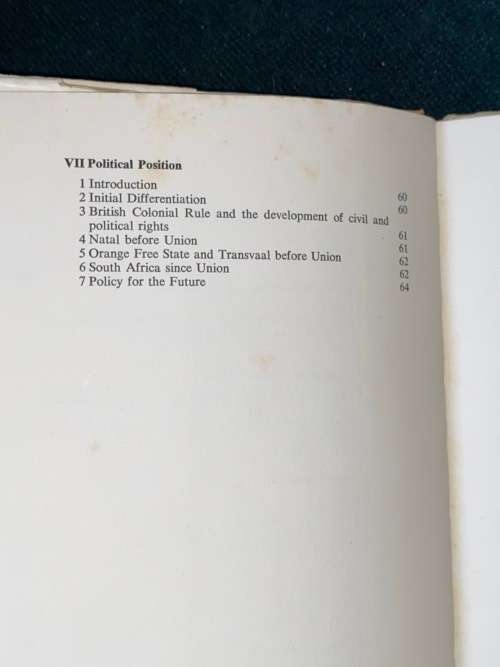 VII Political Position
1 Introduction 60
2 Initial Differentiation 60
3 British Colonial Rule and the development of civil and
political rights 61
4 Natal before Union 61
5 Orange Free State and Transvaal before Union 62
6 South Africa since Union 62
7 Policy for the Future 64